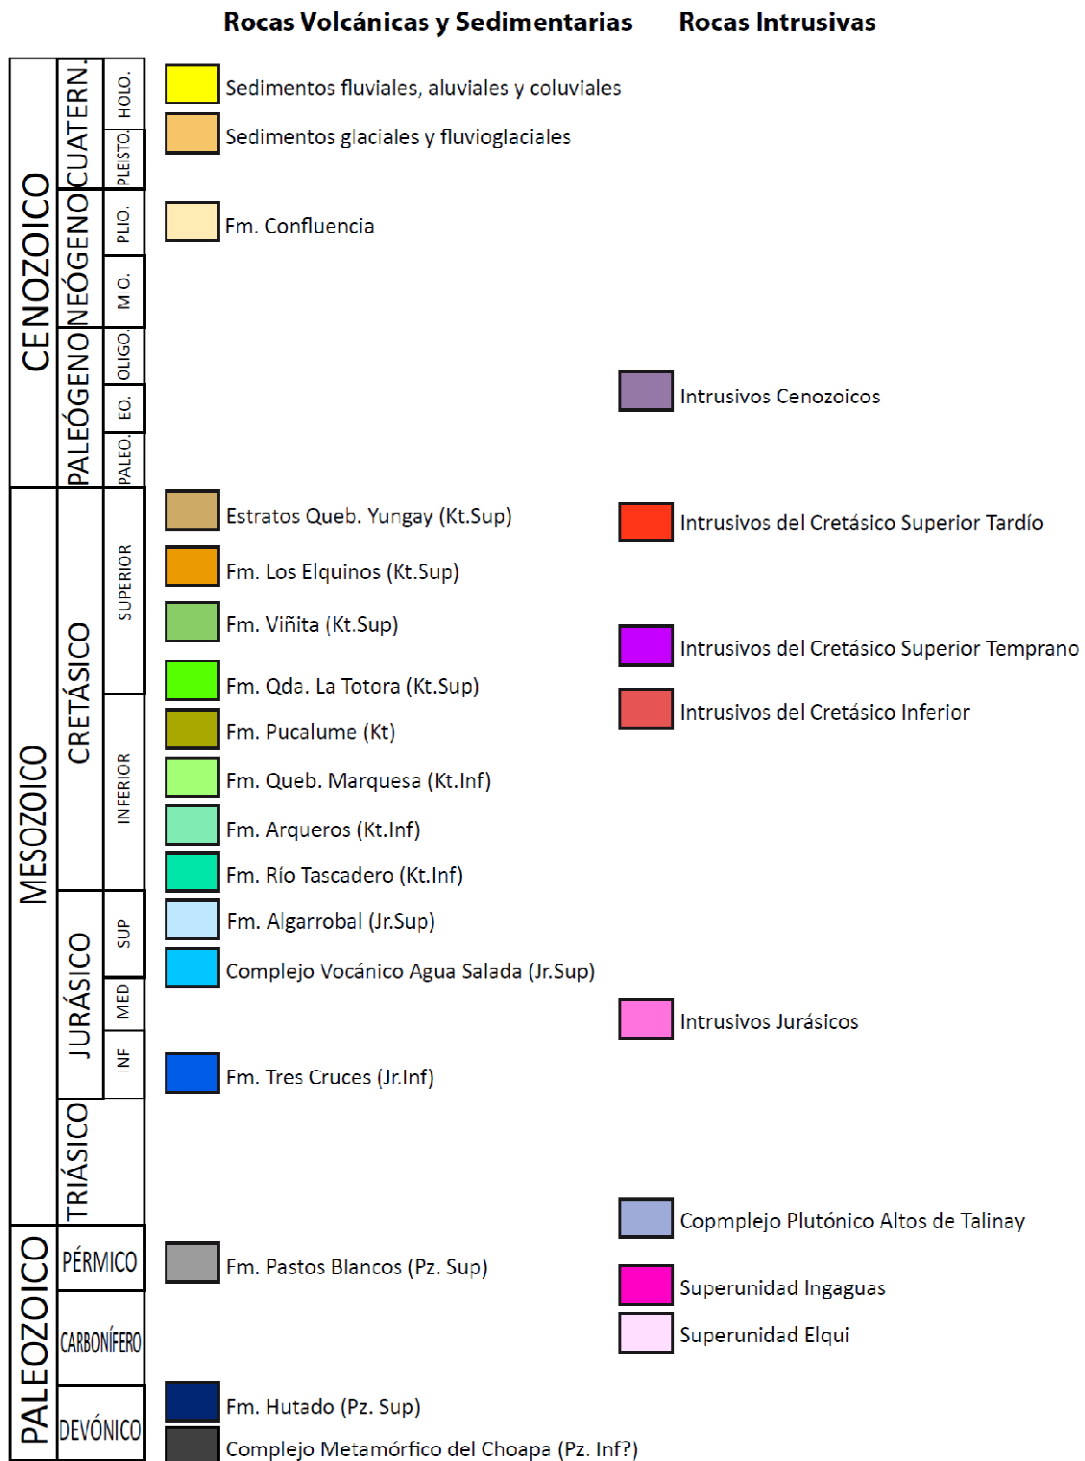 Rocas Volcánicas y Sedimentarias
Rocas Intrusivas
CENOZOICO
CUATERN.
HOLO.
PLEISTO.
NEÓGENO
PLIO.
MIO.
PALEÓGENO
OLIGO.
EO.
PALEO.
MESOZOICO
CRETÁSICO
SUPERIOR
INFERIOR
JURÁSICO
SUP
MED
INF
TRIÁSICO
PALEOZOICO
PÉRMICO
CARBONÍFERO
DEVÓNICO
Sedimentos fluviales, aluviales y coluviales
Sedimentos glaciales y fluvioglaciales
Fm. Confluencia
Estratos Queb. Yungay (Kt.Sup)
Fm. Los Elquinos (Kt.Sup)
Fm. Viñita (Kt.Sup)
Fm. Qda. La Totora (Kt.Sup)
Fm. Pucalume (Kt)
Fm. Queb. Marquesa (Kt.Inf)
Fm. Arqueros (Kt.Inf)
Fm. Río Tascadero (Kt.Inf)
Fm. Algarrobal (Jr.Sup)
Complejo Vocánico Agua Salada (Jr.Sup)
Fm. Tres Cruces (Jr.Inf)
Fm. Pastos Blancos (Pz. Sup)
Fm. Hutado (Pz. Sup)
Complejo Metamórfico del Choapa (Pz. Inf?)
Intrusivos Cenozoicos
Intrusivos del Cretásico Superior Tardío
Intrusivos del Cretásico Superior Temprano
Intrusivos del Cretásico Inferior
Intrusivos Jurásicos
Copmplejo Plutónico Altos de Talinay
Superunidad Ingaguas
Superunidad Elqui